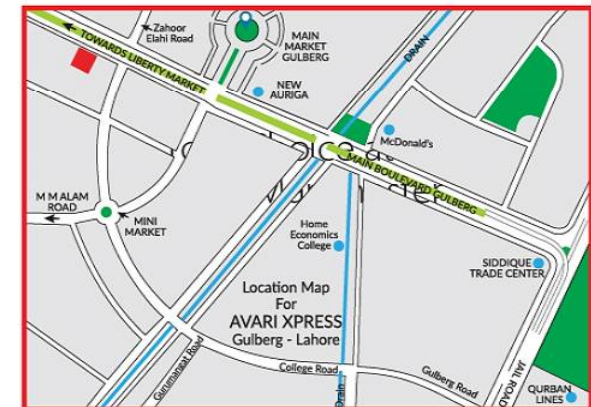 Zahoor
Elahi Road
TOWARDS LIBERTY MARKET
MAIN
MARKET
GULBERG
DRAIN
NEW
AURIGA
McDonald's
MAIN BOULEVARD GULBERG
M M ALAM
ROAD
MINI
MARKET
Home
Economics
College
SIDDIQUE
TRADE CENTER
Location Map
For
AVARI XPRESS
Gulberg - Lahore
Gurumangat Road
College Road
Drain
Gulberg Road
JAIL ROAD
QURBAN
LINES